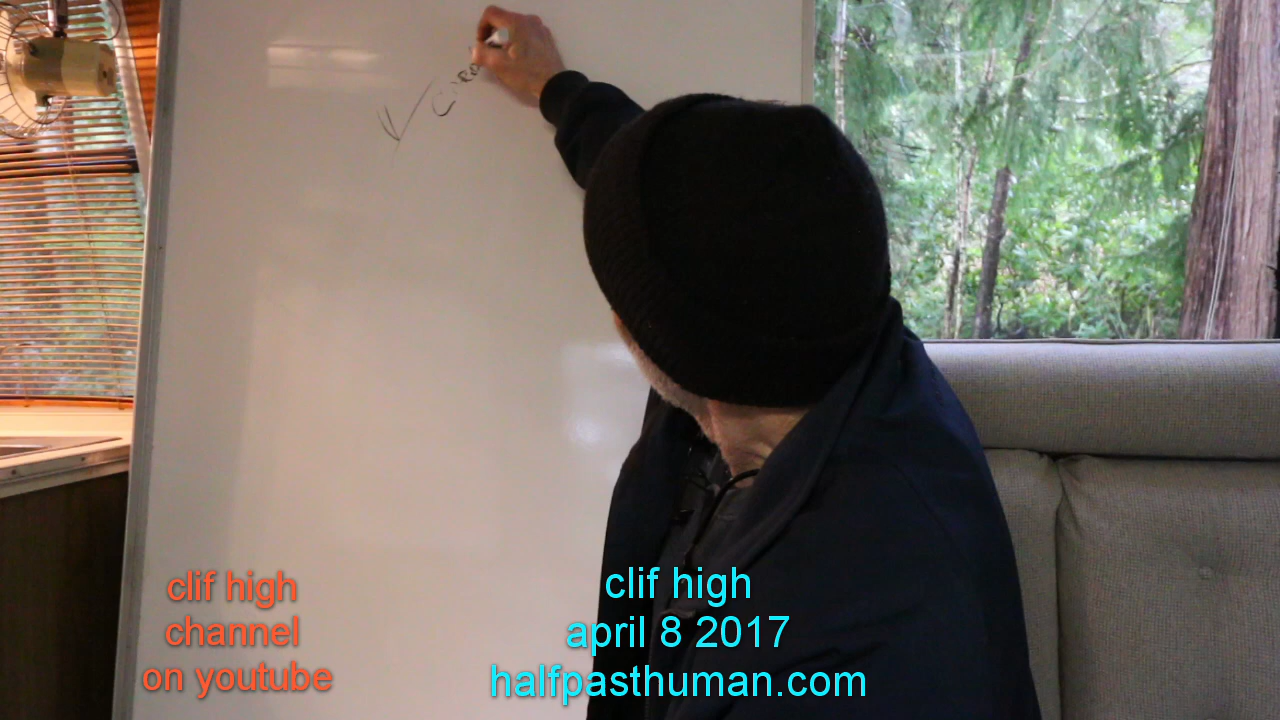 clif high
channel
on youtube
clif high
april 8 2017
halfpasthuman.com